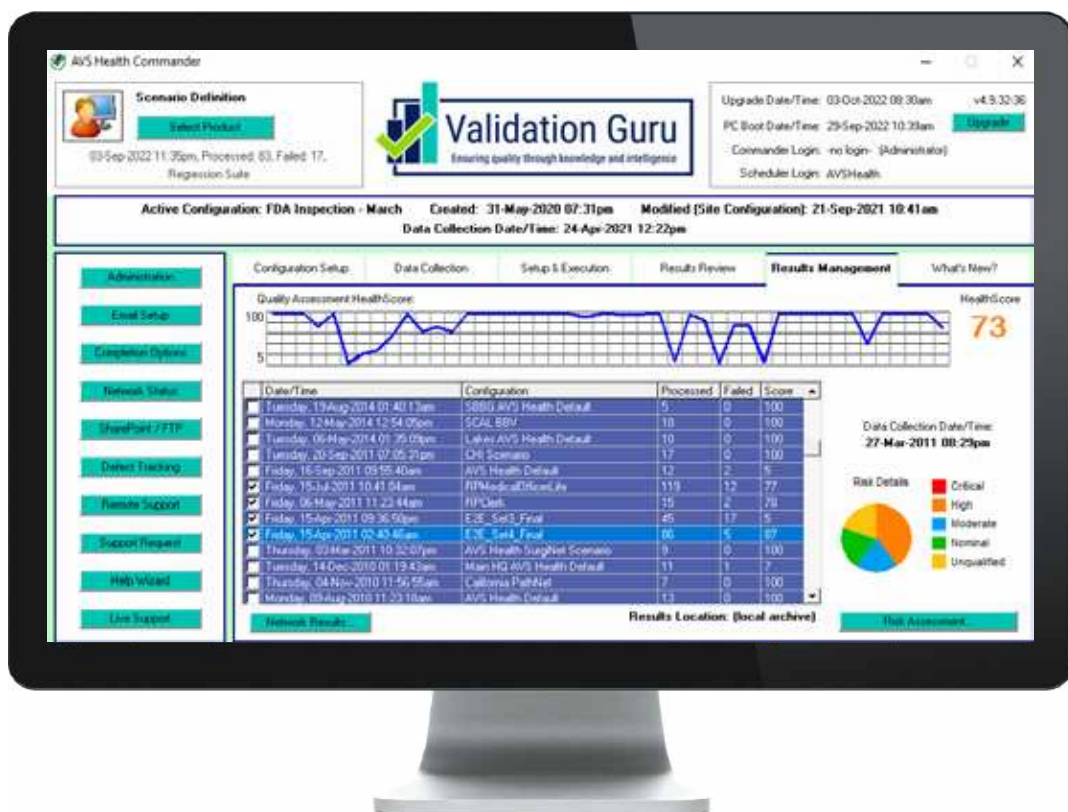 AVS Health Commander
Scenario Definition
Select Product
03-Sep-2022 11:35pm, Processed: 83, Failed: 17,
Regression Suite
Validation Guru
Ensuring quality through knowledge and intelligence
Upgrade Date/Time: 03-Oct-2022 08:30am v4.9.32:36
PC Boot Date/Time: 29-Sep-2022 10:39am Upgrade
Commander Login: -no login- (Administrator)
Scheduler Login: AVSHealth
Active Configuration: FDA Inspection - March Created: 31-May-2020 07:31pm Modified (Site Configuration): 21-Sep-2021 10:41am
Data Collection Date/Time: 24-Apr-2021 12:22pm
Administration
Email Setup
Completion Options
Network Status
SharePoint / FTP
Defect Tracking
Remote Support
Support Request
Help Wizard
Live Support
Configuration Setup Data Collection Setup & Execution Results Review Results Management What's New?
Quality Assessment HealthScore: HealthScore
100 73
5
Date/Time Configuration Processed Failed Score
Tuesday, 19-Aug-2014 01:40:13am SBBG AVS Health Default 5 0 100
Monday, 12-May-2014 12:54:05pm SCAL BBV 18 0 100
Tuesday, 06-May-2014 01:35:09pm Lakes AVS Health Default 10 0 100
Tuesday, 20-Sep-2011 07:05:31pm CHI Scenario 17 0 100
Friday, 16-Sep-2011 09:55:40am AVS Health Default 12 2 5
Friday, 15-Jul-2011 10:41:04am RPMedicalOfficeLite 119 12 77
Friday, 06-May-2011 11:23:44am RPClerk 15 2 78
Friday, 15-Apr-2011 09:36:50pm E2E_Set3_Final 45 17 5
Friday, 15-Apr-2011 02:40:46am E2E_Set4_Final 86 5 87
Thursday, 03-Mar-2011 10:32:07pm AVS Health SurgiNet Scenario 9 0 100
Tuesday, 14-Dec-2010 01:19:43am Main HQ AVS Health Default 11 1 7
Thursday, 04-Nov-2010 11:56:55am California PathNet 7 0 100
Monday, 09-Aug-2010 11:23:18am AVS Health Default 13 0 100
Data Collection Date/Time:
27-Mar-2011 08:29pm
Risk Details
Critical
High
Moderate
Nominal
Unqualified
Network Results... Results Location: (local archive) Risk Assessment...